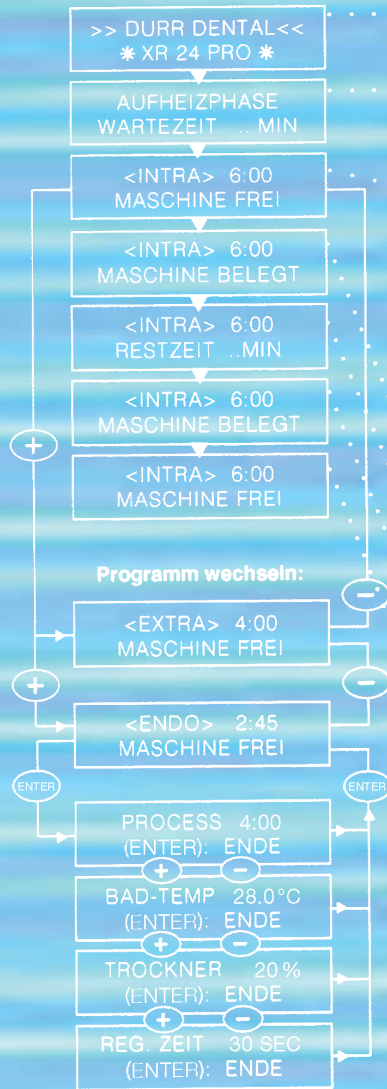 >> DURR DENTAL<<
✱ XR 24 PRO ✱
AUFHEIZPHASE
WARTEZEIT .. MIN
<INTRA> 6:00
MASCHINE FREI
<INTRA> 6:00
MASCHINE BELEGT
<INTRA> 6:00
RESTZEIT ..MIN
<INTRA> 6:00
MASCHINE BELEGT
+
<INTRA> 6:00
MASCHINE FREI
Programm wechseln:
−
<EXTRA> 4:00
MASCHINE FREI
+
−
<ENDO> 2:45
MASCHINE FREI
ENTER
ENTER
PROCESS 4:00
(ENTER): ENDE
+ −
BAD-TEMP 28.0°C
(ENTER): ENDE
+ −
TROCKNER 20%
(ENTER): ENDE
+ −
REG. ZEIT 30 SEC
(ENTER): ENDE